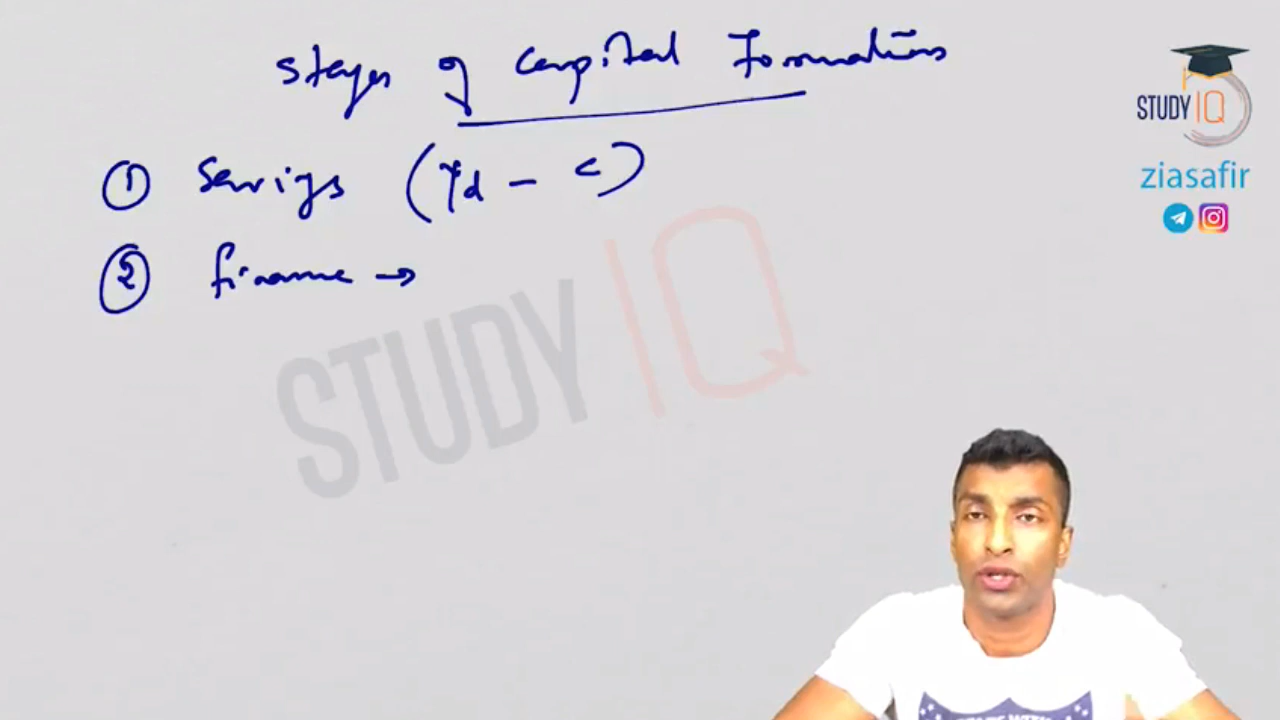 Stages of Capital Formation
STUDY IQ
① Savings (Yd - C)
ziasafir
② finance →
STUDY IQ